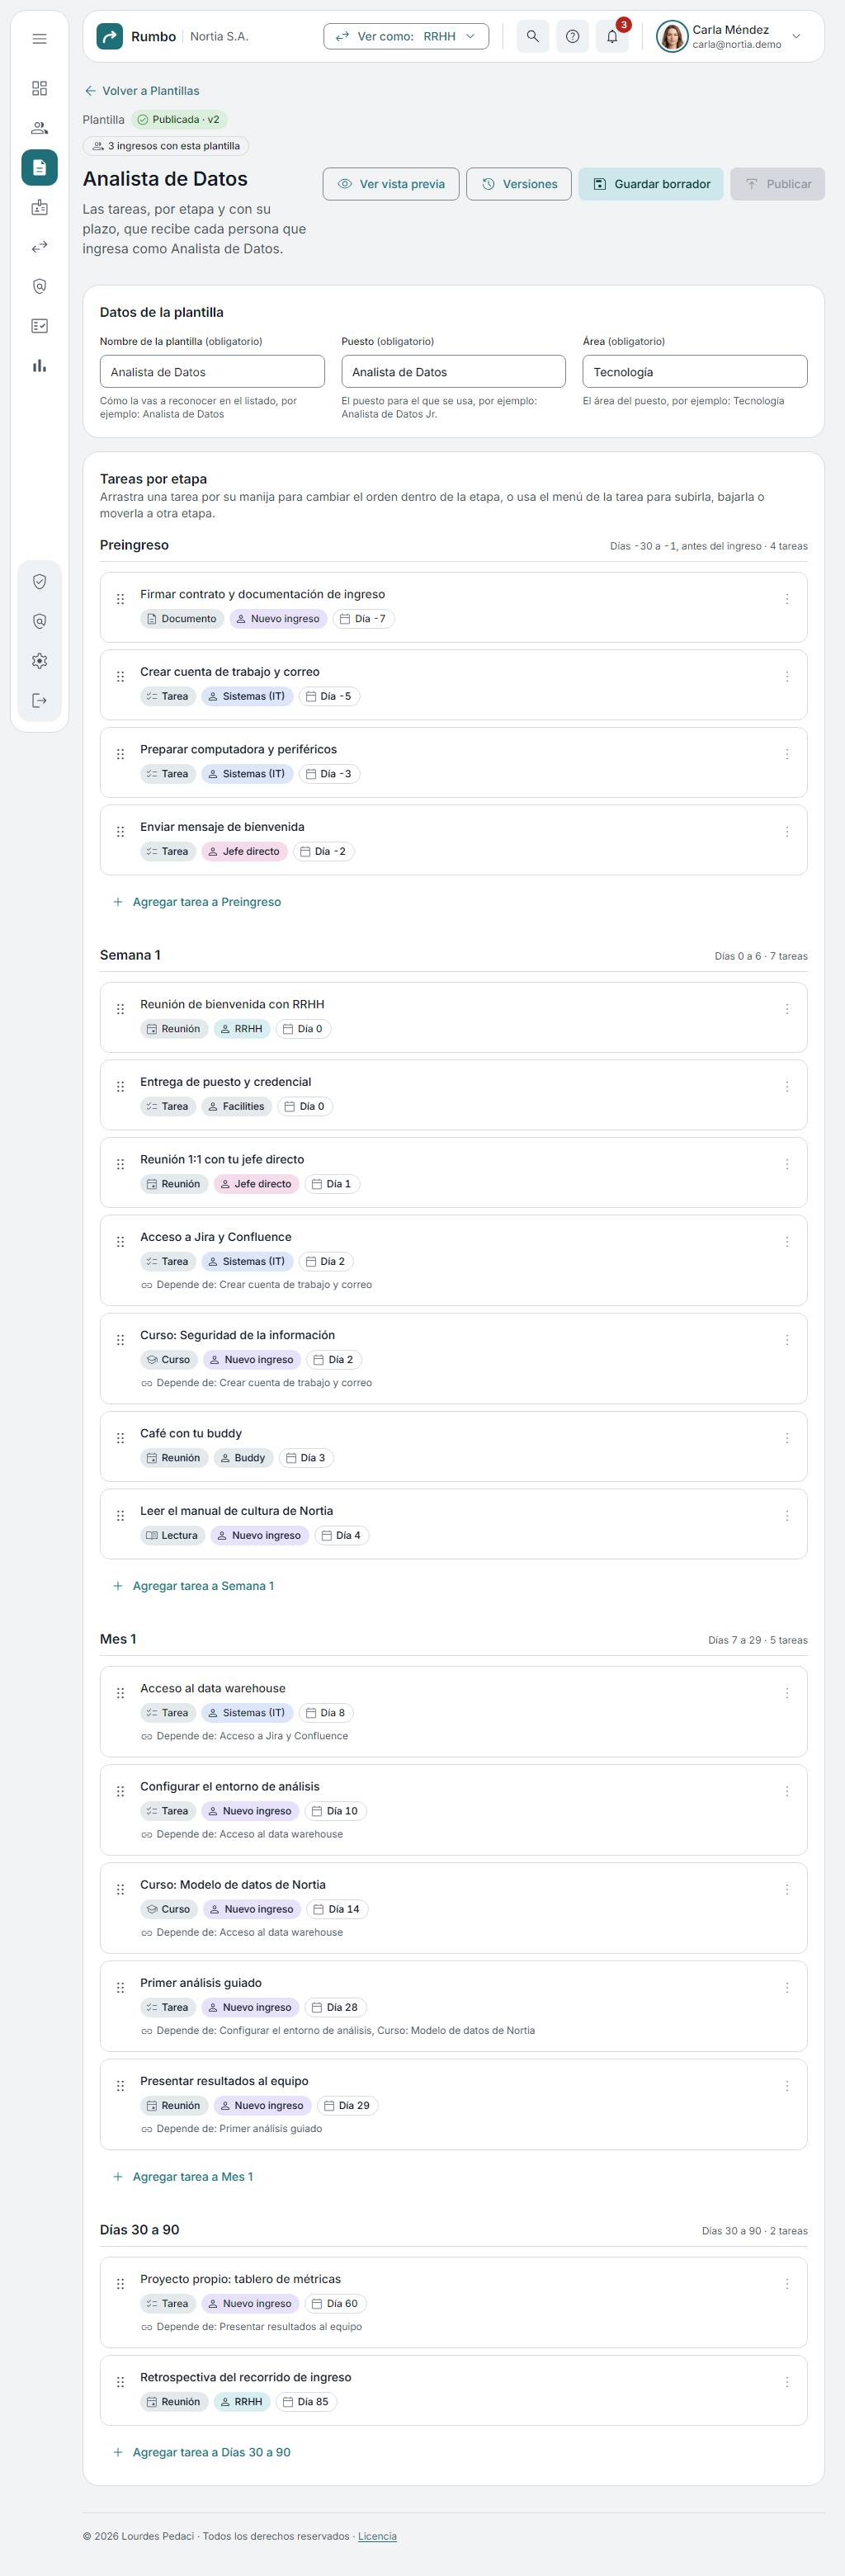 Rumbo
Nortia S.A.
Ver como: RRHH
3
Carla Méndez
carla@nortia.demo
Volver a Plantillas
Plantilla
Publicada · v2
3 ingresos con esta plantilla
Analista de Datos
Ver vista previa
Versiones
Guardar borrador
Publicar
Las tareas, por etapa y con su
plazo, que recibe cada persona que
ingresa como Analista de Datos.
Datos de la plantilla
Nombre de la plantilla (obligatorio)
Analista de Datos
Cómo la vas a reconocer en el listado, por
ejemplo: Analista de Datos
Puesto (obligatorio)
Analista de Datos
El puesto para el que se usa, por ejemplo:
Analista de Datos Jr.
Área (obligatorio)
Tecnología
El área del puesto, por ejemplo: Tecnología
Tareas por etapa
Arrastra una tarea por su manija para cambiar el orden dentro de la etapa, o usa el menú de la tarea para subirla, bajarla o
moverla a otra etapa.
Preingreso
Días -30 a -1, antes del ingreso · 4 tareas
Firmar contrato y documentación de ingreso
Documento
Nuevo ingreso
Día -7
Crear cuenta de trabajo y correo
Tarea
Sistemas (IT)
Día -5
Preparar computadora y periféricos
Tarea
Sistemas (IT)
Día -3
Enviar mensaje de bienvenida
Tarea
Jefe directo
Día -2
Agregar tarea a Preingreso
Semana 1
Días 0 a 6 · 7 tareas
Reunión de bienvenida con RRHH
Reunión
RRHH
Día 0
Entrega de puesto y credencial
Tarea
Facilities
Día 0
Reunión 1:1 con tu jefe directo
Reunión
Jefe directo
Día 1
Acceso a Jira y Confluence
Tarea
Sistemas (IT)
Día 2
Depende de: Crear cuenta de trabajo y correo
Curso: Seguridad de la información
Curso
Nuevo ingreso
Día 2
Depende de: Crear cuenta de trabajo y correo
Café con tu buddy
Reunión
Buddy
Día 3
Leer el manual de cultura de Nortia
Lectura
Nuevo ingreso
Día 4
Agregar tarea a Semana 1
Mes 1
Días 7 a 29 · 5 tareas
Acceso al data warehouse
Tarea
Sistemas (IT)
Día 8
Depende de: Acceso a Jira y Confluence
Configurar el entorno de análisis
Tarea
Nuevo ingreso
Día 10
Depende de: Acceso al data warehouse
Curso: Modelo de datos de Nortia
Curso
Nuevo ingreso
Día 14
Depende de: Acceso al data warehouse
Primer análisis guiado
Tarea
Nuevo ingreso
Día 28
Depende de: Configurar el entorno de análisis, Curso: Modelo de datos de Nortia
Presentar resultados al equipo
Reunión
Nuevo ingreso
Día 29
Depende de: Primer análisis guiado
Agregar tarea a Mes 1
Días 30 a 90
Días 30 a 90 · 2 tareas
Proyecto propio: tablero de métricas
Tarea
Nuevo ingreso
Día 60
Depende de: Presentar resultados al equipo
Retrospectiva del recorrido de ingreso
Reunión
RRHH
Día 85
Agregar tarea a Días 30 a 90
© 2026 Lourdes Pedaci · Todos los derechos reservados · Licencia